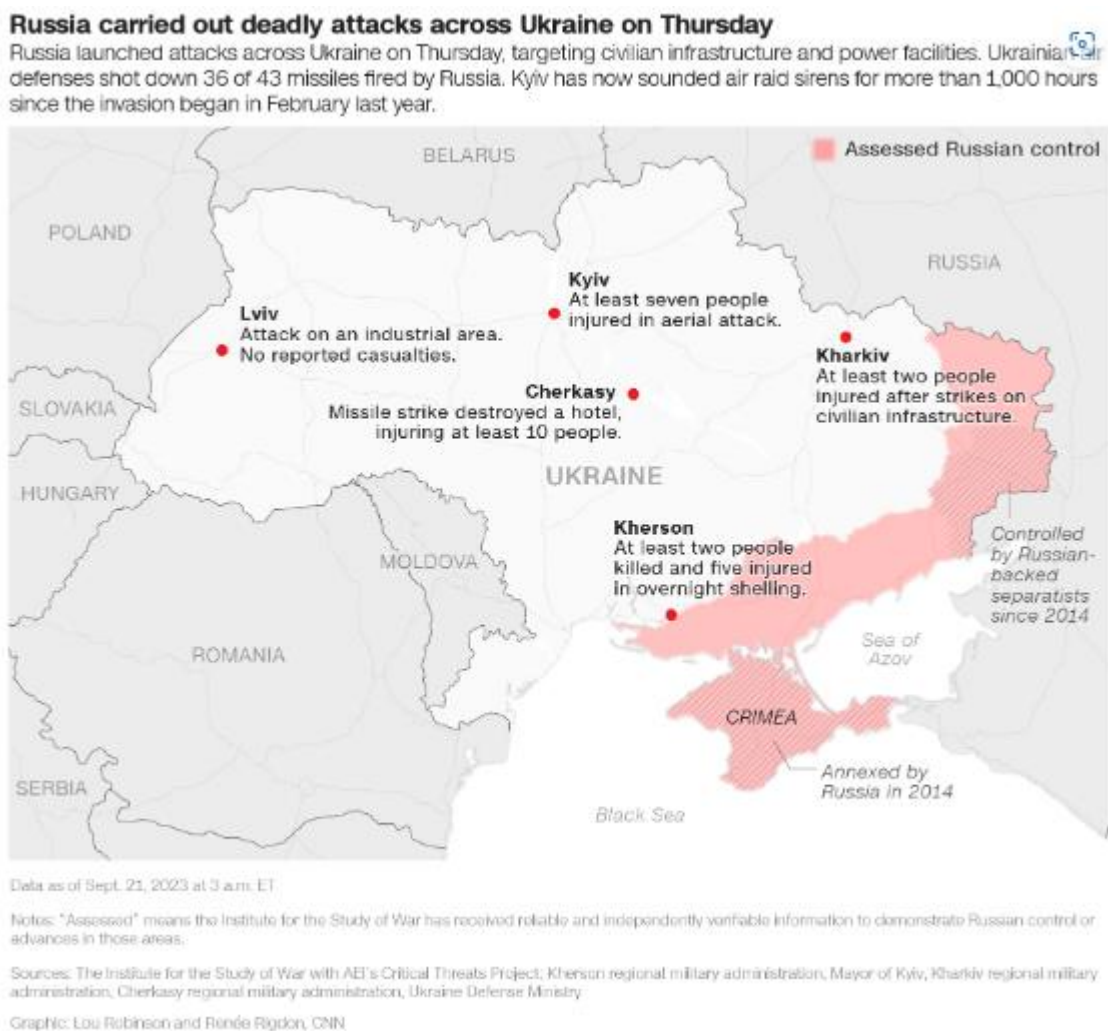 Russia carried out deadly attacks across Ukraine on Thursday
Russia launched attacks across Ukraine on Thursday, targeting civilian infrastructure and power facilities. Ukrainian air
defenses shot down 36 of 43 missiles fired by Russia. Kyiv has now sounded air raid sirens for more than 1,000 hours
since the invasion began in February last year.
Assessed Russian control
BELARUS
POLAND
RUSSIA
Kyiv
At least seven people
injured in aerial attack.
Lviv
Attack on an industrial area.
No reported casualties.
Kharkiv
At least two people
injured after strikes on
civilian infrastructure.
Cherkasy
Missile strike destroyed a hotel,
injuring at least 10 people.
SLOVAKIA
UKRAINE
HUNGARY
Kherson
At least two people
killed and five injured
in overnight shelling.
Controlled
by Russian-
backed
separatists
since 2014
MOLDOVA
ROMANIA
Sea of
Azov
CRIMEA
SERBIA
Annexed by
Russia in 2014
Black Sea
Data as of Sept. 21, 2023 at 3 a.m. ET
Notes: "Assessed" means the Institute for the Study of War has received reliable and independently verifiable information to demonstrate Russian control or
advances in those areas.
Sources: The Institute for the Study of War with AEI's Critical Threats Project; Kherson regional military administration, Mayor of Kyiv, Kharkiv regional military
administration, Cherkasy regional military administration, Ukraine Defense Ministry
Graphic: Lou Robinson and Renée Rigdon, CNN